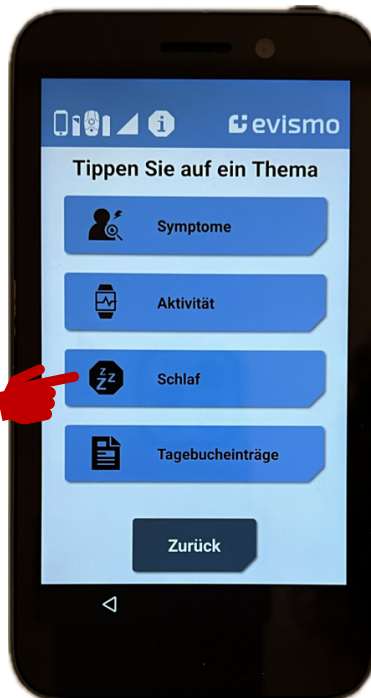 evismo
Tippen Sie auf ein Thema
Symptome
Aktivität
Schlaf
Tagebucheinträge
Zurück